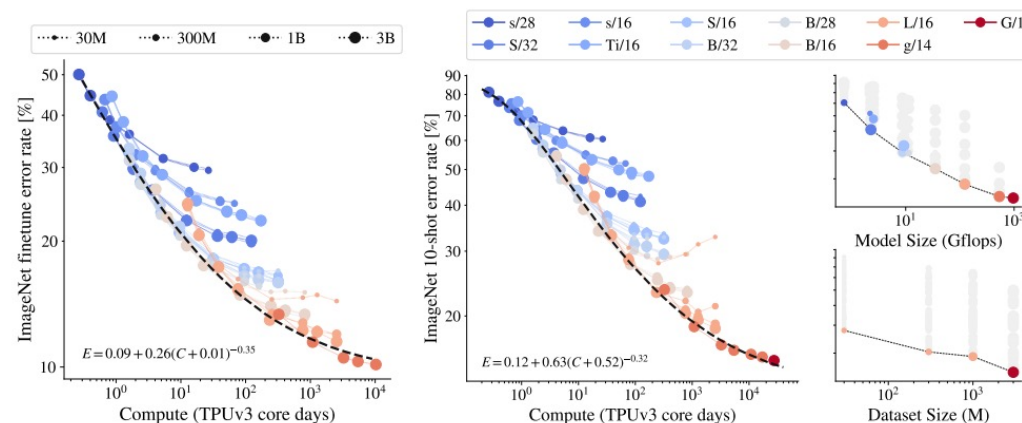 30M 300M 1B 3B
s/28 s/16 S/16 B/28 L/16
S/32 Ti/16 B/32 B/16 g/14
ImageNet finetune error rate [%]
50
40
30
20
10
E = 0.09 + 0.26(C + 0.01)^−0.35
10^0 10^1 10^2 10^3 10^4
Compute (TPUv3 core days)
ImageNet 10-shot error rate [%]
90
80
70
60
50
40
30
20
E = 0.12 + 0.63(C + 0.52)^−0.32
10^0 10^1 10^2 10^3 10^4
Compute (TPUv3 core days)
10^1 10^3
Model Size (Gflops)
10^2 10^3
Dataset Size (M)